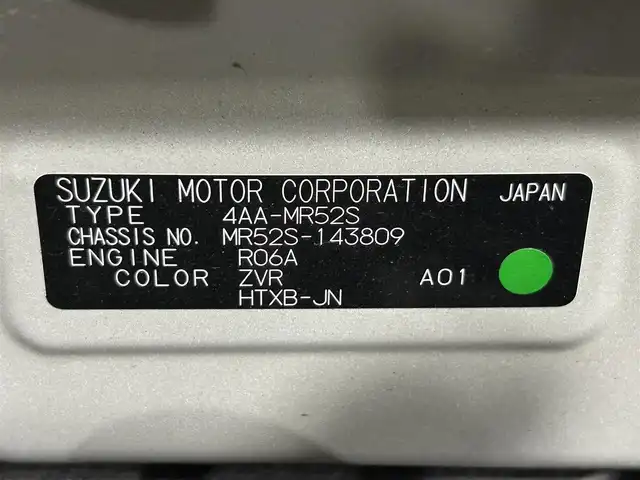 SUZUKI MOTOR CORPORATION JAPAN
TYPE 4AA-MR52S
CHASSIS NO. MR52S-143809
ENGINE R06A
COLOR ZVR A01
HTXB-JN